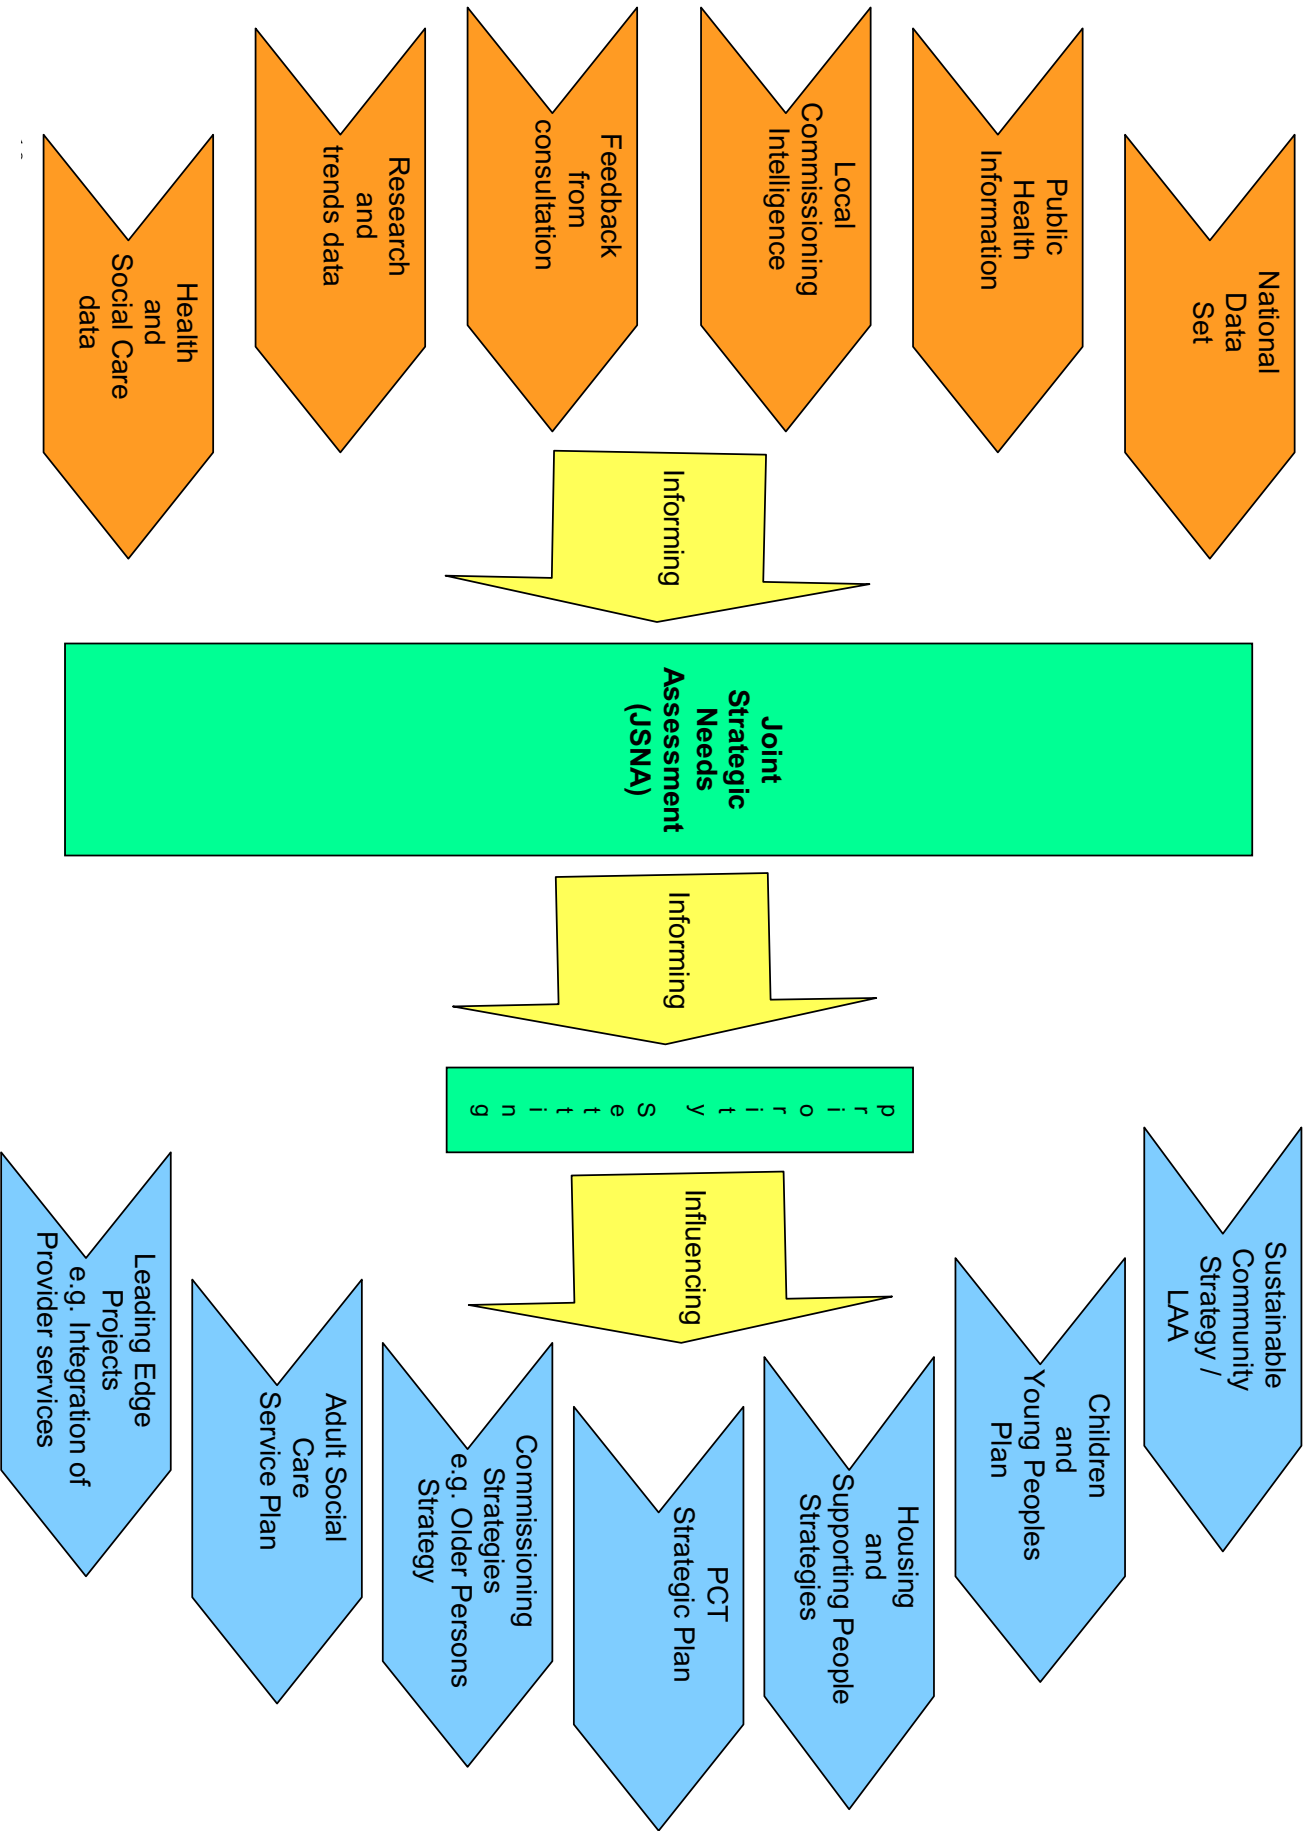 National
Data
Set
Public
Health
Information
Local
Commissioning
Intelligence
Feedback
from
consultation
Research
and
trends data
Health
and
Social Care
data
Informing
Joint
Strategic
Needs
Assessment
(JSNA)
Informing
priority Setting
Influencing
Sustainable
Community
Strategy /
LAA
Children
and
Young Peoples
Plan
Housing
and
Supporting People
Strategies
PCT
Strategic Plan
Commissioning
Strategies
e.g. Older Persons
Strategy
Adult Social
Care
Service Plan
Leading Edge
Projects
e.g. Integration of
Provider services